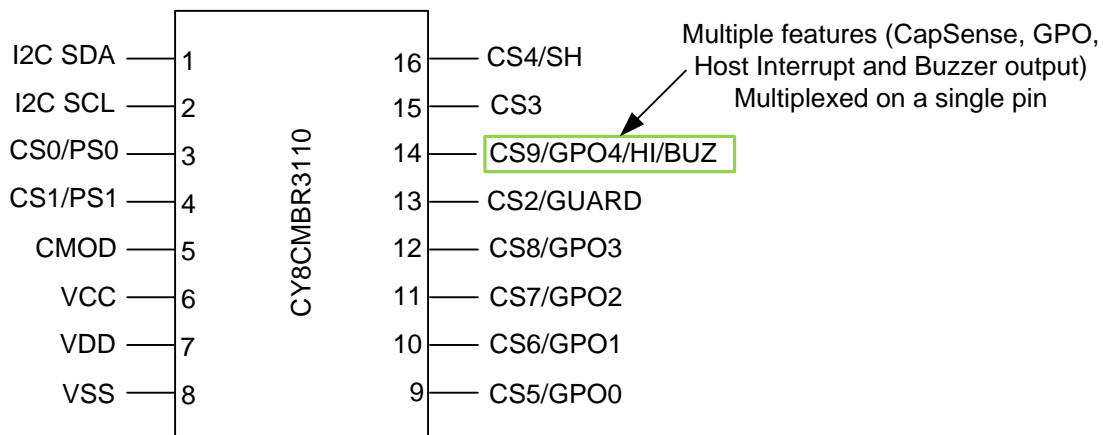 I2C SDA
1
I2C SCL
2
CS0/PS0
3
CS1/PS1
4
CMOD
5
VCC
6
VDD
7
VSS
8
CY8CMBR3110
16
CS4/SH
15
CS3
14
CS9/GPO4/HI/BUZ
13
CS2/GUARD
12
CS8/GPO3
11
CS7/GPO2
10
CS6/GPO1
9
CS5/GPO0
Multiple features (CapSense, GPO,
Host Interrupt and Buzzer output)
Multiplexed on a single pin